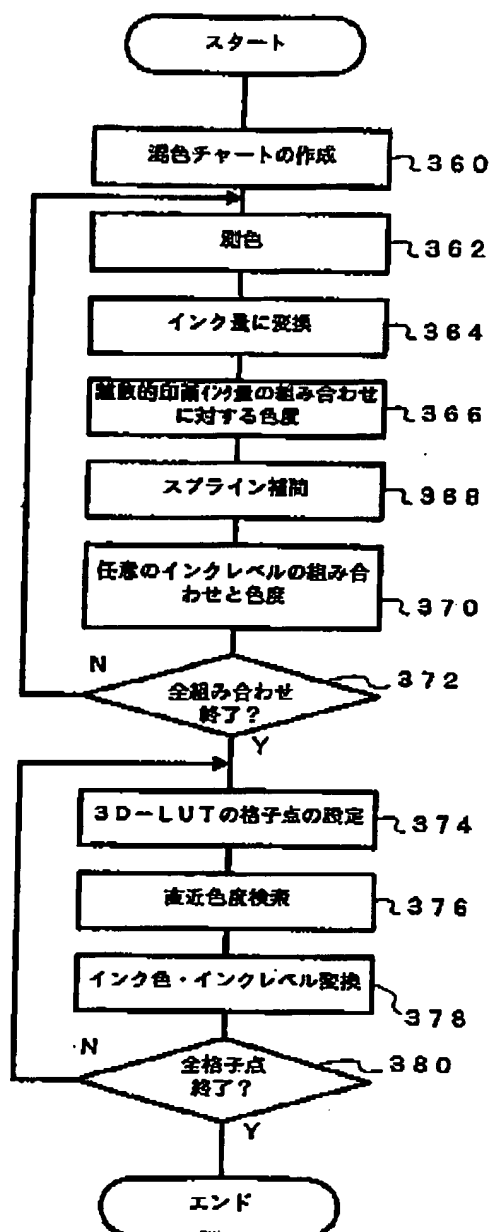 スタート
混色チャートの作成
360
測色
362
インク量に変換
364
離散的印画インク量の組み合わせ
に対する色度
366
スプライン補間
368
任意のインクレベルの組み合
わせと色度
370
N
372
全組み合わせ
終了？
Y
3D－LUTの格子点の設定
374
直近色度検索
376
インク色・インクレベル変換
378
N
380
全格子点
終了？
Y
エンド